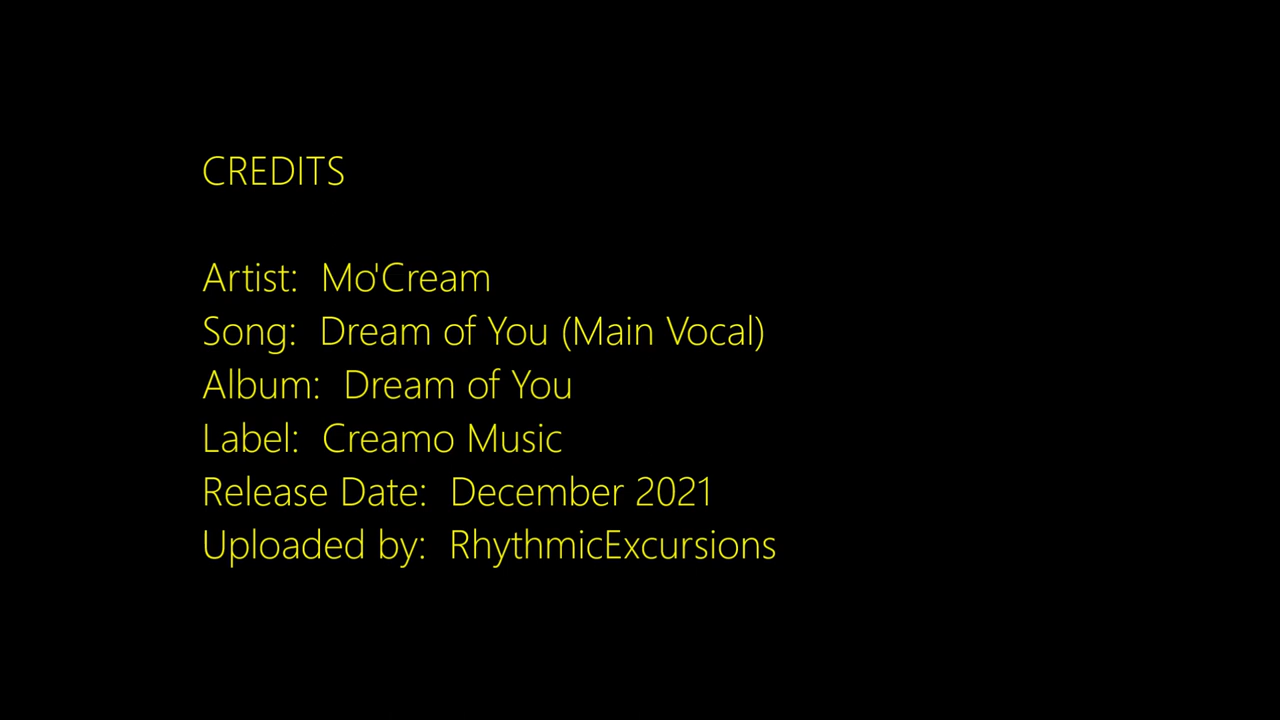 CREDITS
Artist:  Mo'Cream
Song:  Dream of You (Main Vocal)
Album:  Dream of You
Label:  Creamo Music
Release Date:  December 2021
Uploaded by:  RhythmicExcursions